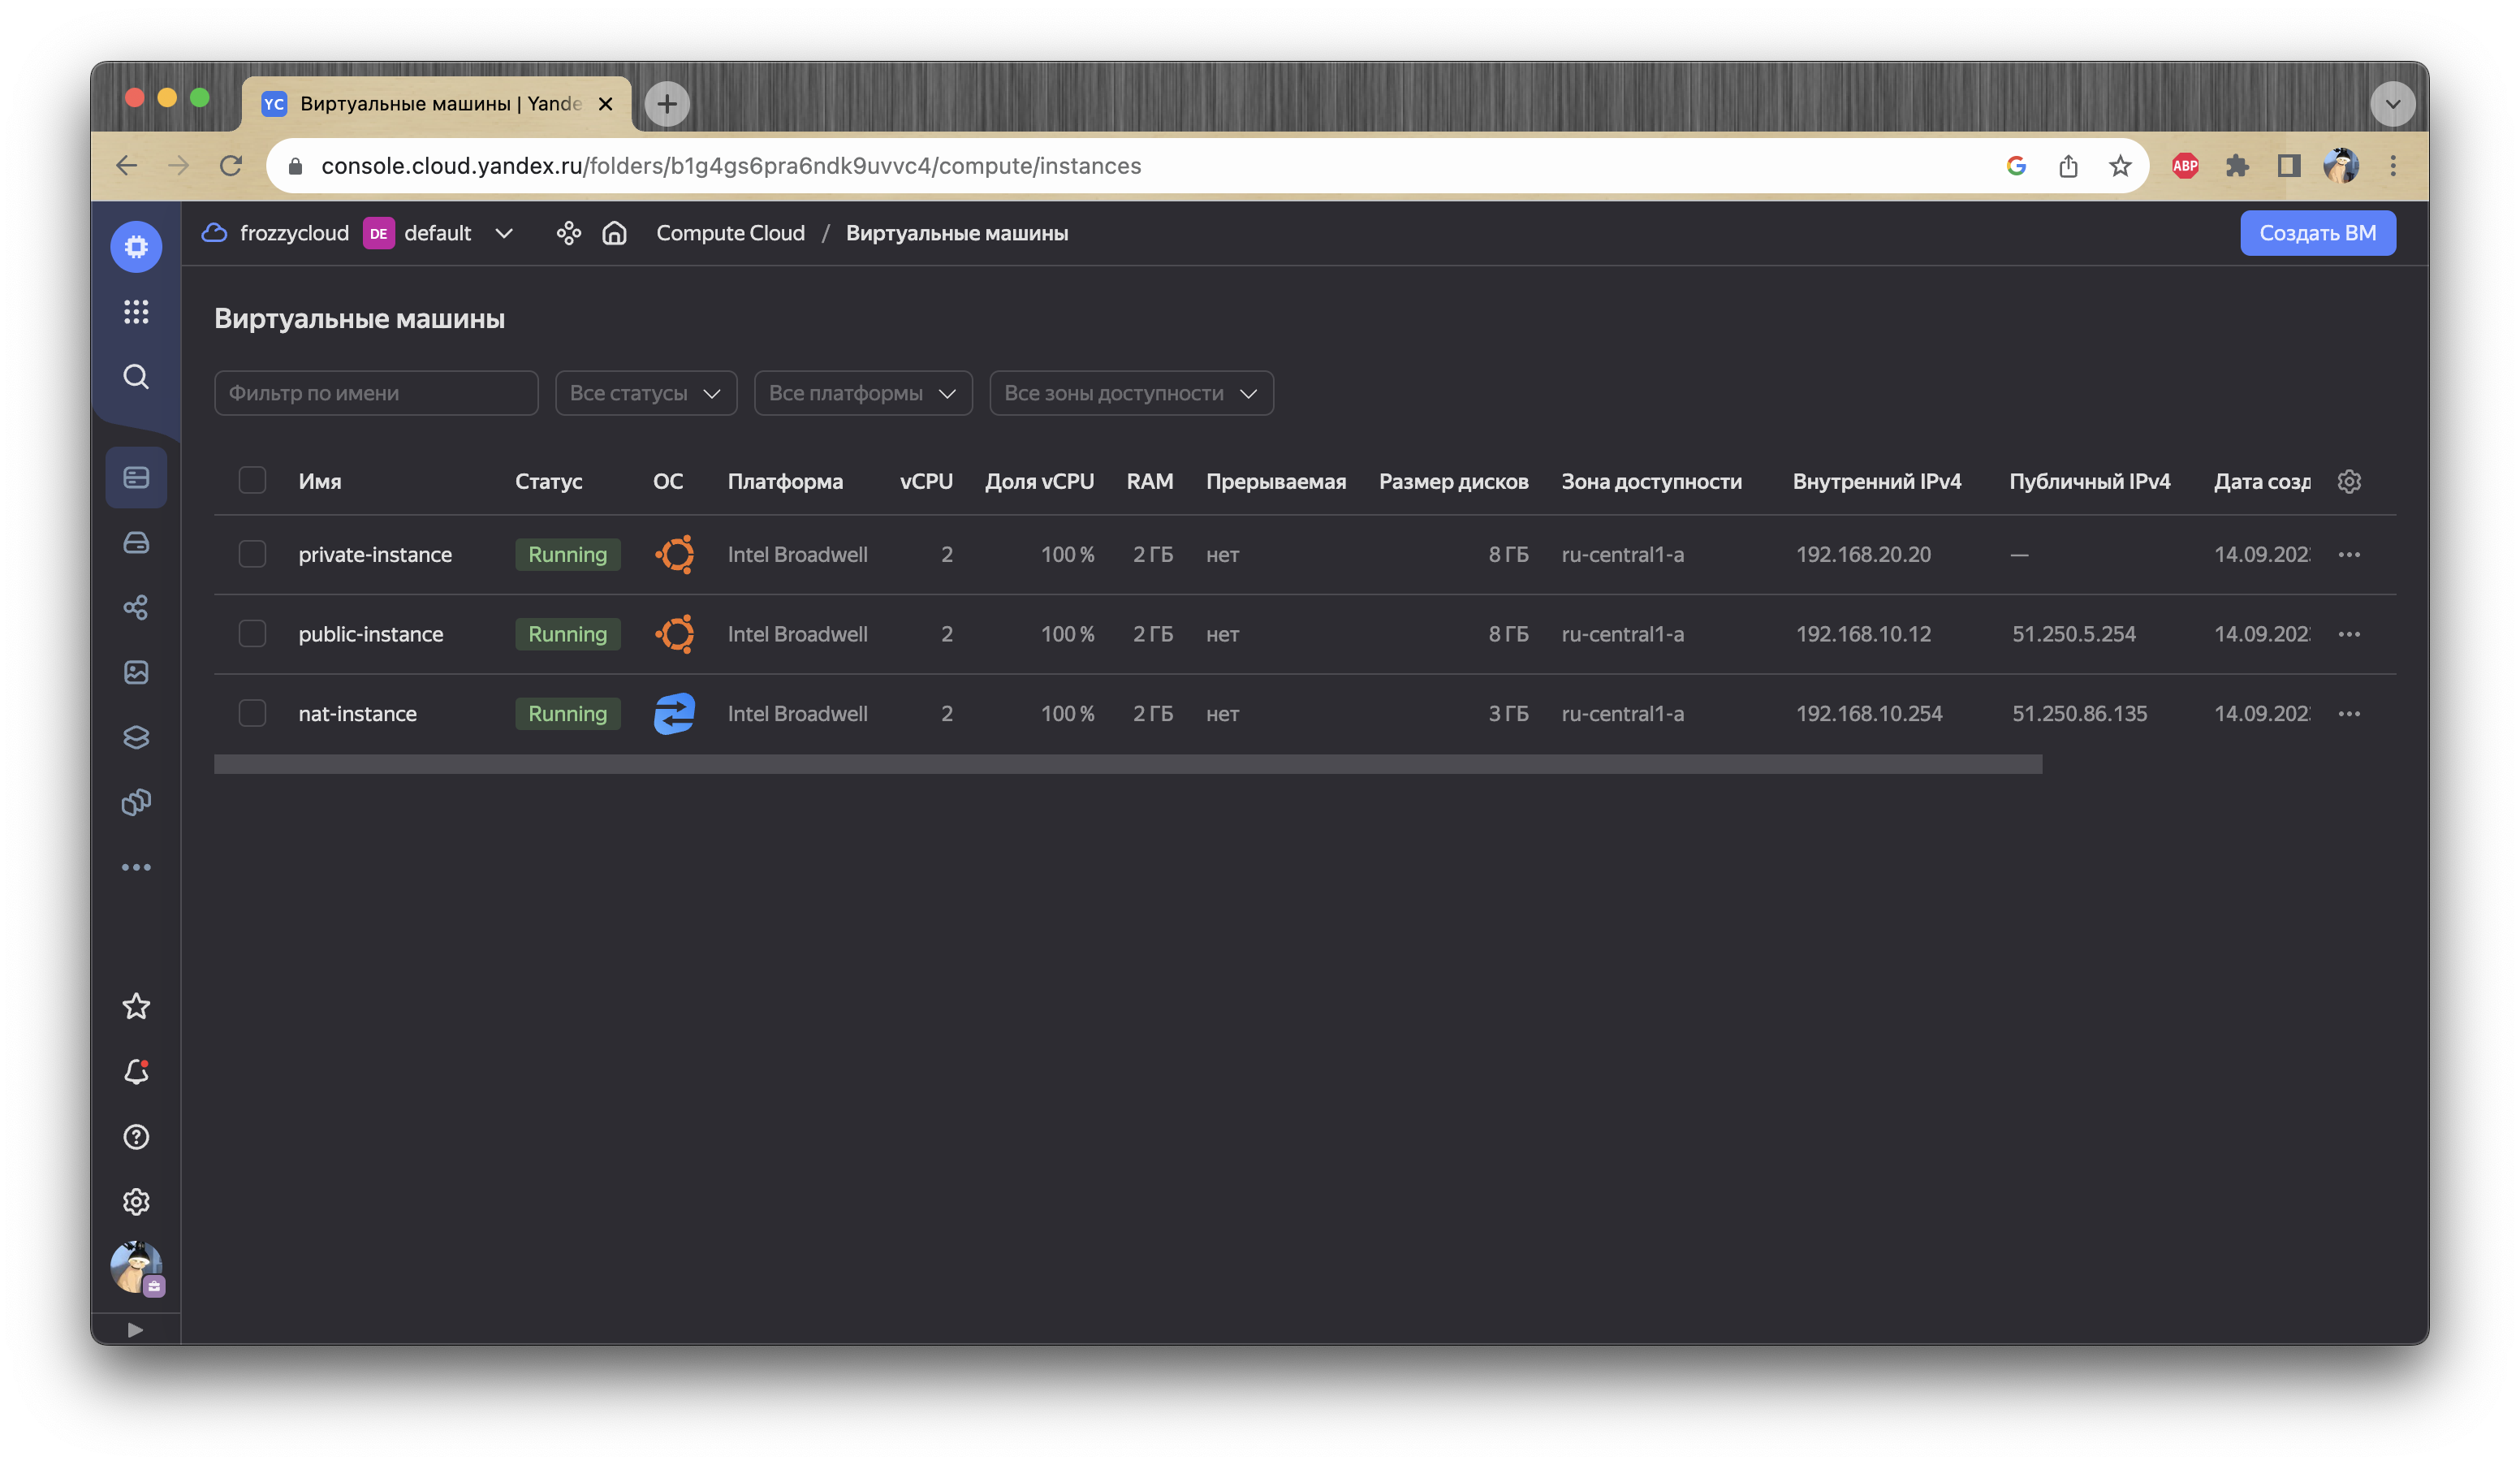 YC Виртуальные машины | Yande
console.cloud.yandex.ru/folders/b1g4gs6pra6ndk9uvvc4/compute/instances
ABP
frozzycloud DE default Compute Cloud / Виртуальные машины Создать ВМ
Виртуальные машины
Фильтр по имени Все статусы Все платформы Все зоны доступности
Имя Статус ОС Платформа vCPU Доля vCPU RAM Прерываемая Размер дисков Зона доступности Внутренний IPv4 Публичный IPv4 Дата созд
private-instance Running Intel Broadwell 2 100 % 2 ГБ нет 8 ГБ ru-central1-a 192.168.20.20 — 14.09.202
public-instance Running Intel Broadwell 2 100 % 2 ГБ нет 8 ГБ ru-central1-a 192.168.10.12 51.250.5.254 14.09.202
nat-instance Running Intel Broadwell 2 100 % 2 ГБ нет 3 ГБ ru-central1-a 192.168.10.254 51.250.86.135 14.09.202